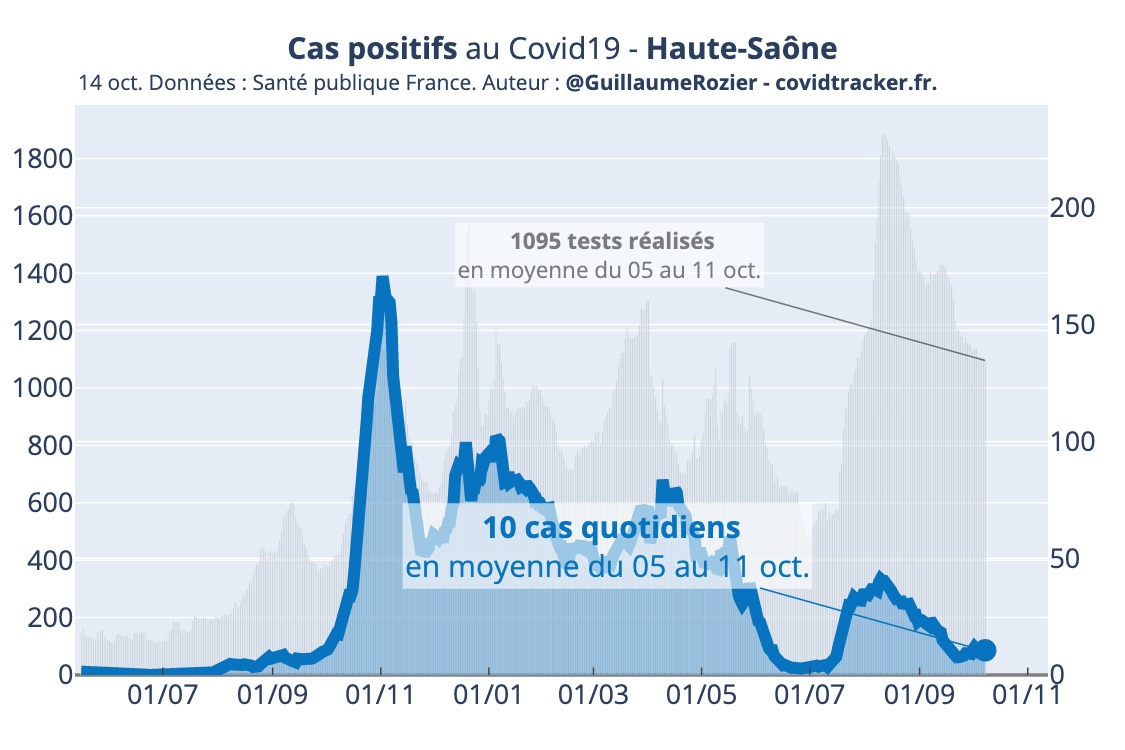 Cas positifs au Covid19 - Haute-Saône
14 oct. Données : Santé publique France. Auteur : @GuillaumeRozier - covidtracker.fr.
1800
1600
1400
1200
1000
800
600
400
200
0
200
150
100
50
0
1095 tests réalisés
en moyenne du 05 au 11 oct.
10 cas quotidiens
en moyenne du 05 au 11 oct.
01/07 01/09 01/11 01/01 01/03 01/05 01/07 01/09 01/11